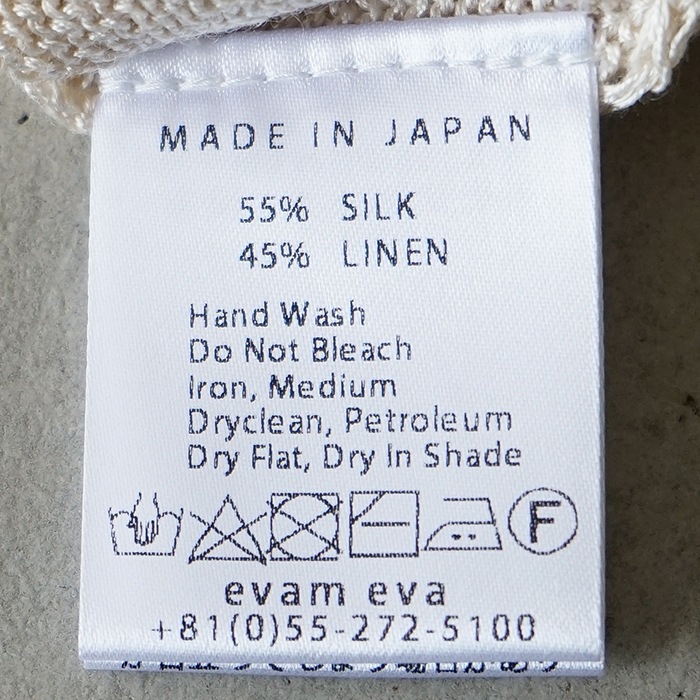 MADE IN JAPAN
55% SILK
45% LINEN
Hand Wash
Do Not Bleach
Iron, Medium
Dryclean, Petroleum
Dry Flat, Dry In Shade
F
evam eva
+81(0)55-272-5100